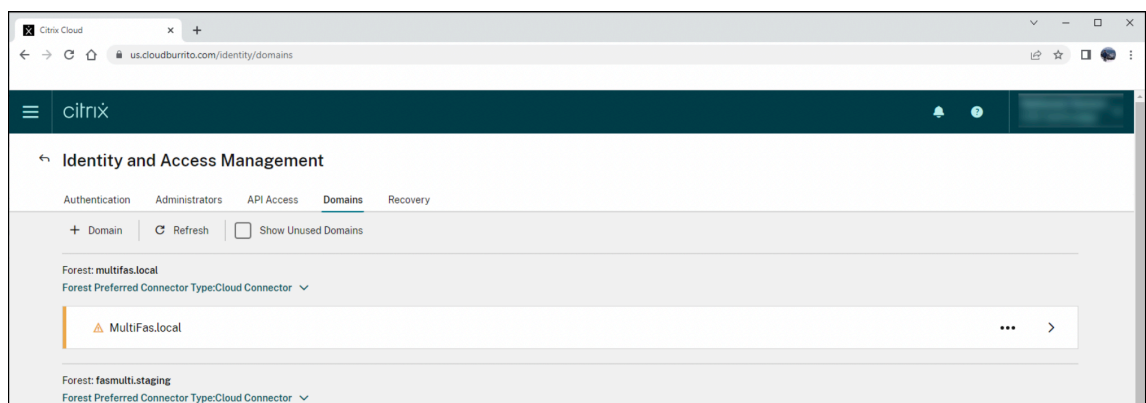 Citrix Cloud
us.cloudburrito.com/identity/domains
citrix
Identity and Access Management
Authentication Administrators API Access Domains Recovery
+ Domain Refresh Show Unused Domains
Forest: multifas.local
Forest Preferred Connector Type:Cloud Connector
MultiFas.local
Forest: fasmulti.staging
Forest Preferred Connector Type:Cloud Connector